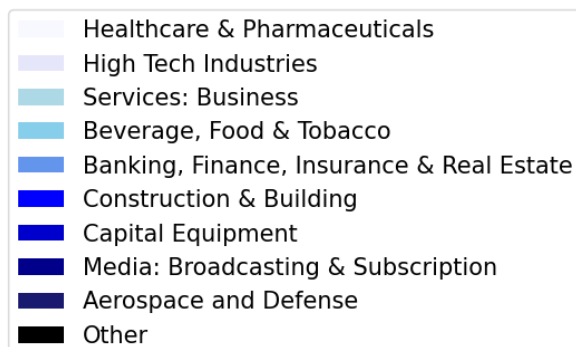 Healthcare & Pharmaceuticals
High Tech Industries
Services: Business
Beverage, Food & Tobacco
Banking, Finance, Insurance & Real Estate
Construction & Building
Capital Equipment
Media: Broadcasting & Subscription
Aerospace and Defense
Other